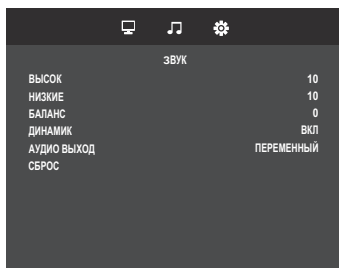 ЗВУК
ВЫСОК 10
НИЗКИЕ 10
БАЛАНС 0
ДИНАМИК ВКЛ
АУДИО ВЫХОД ПЕРЕМЕННЫЙ
СБРОС